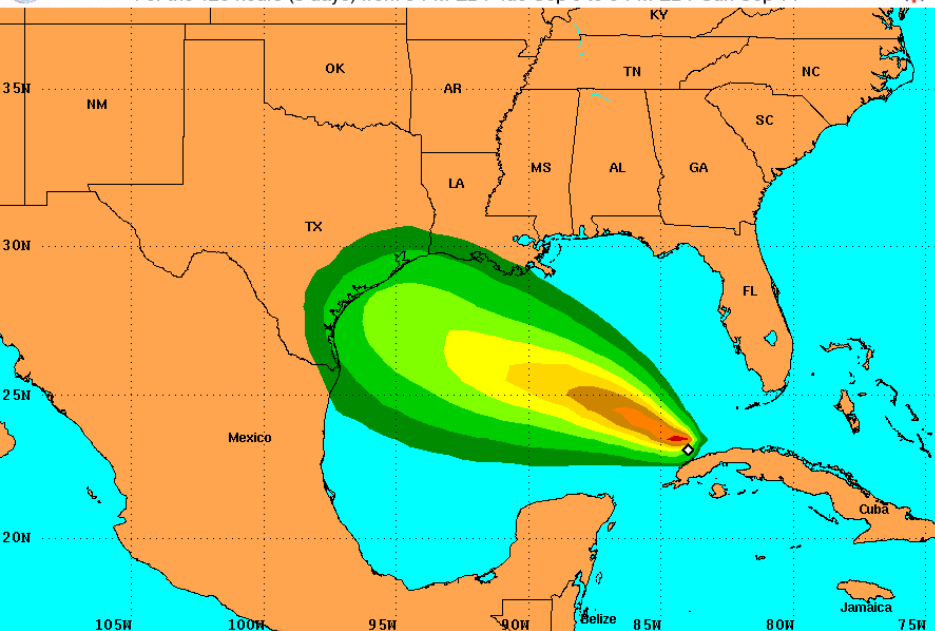 KY
OK
TN
NC
35N
AR
NM
SC
MS
AL
GA
LA
TX
30N
FL
25N
Mexico
Cuba
20N
Jamaica
Belize
105W
100W
95W
90W
85W
80W
75W